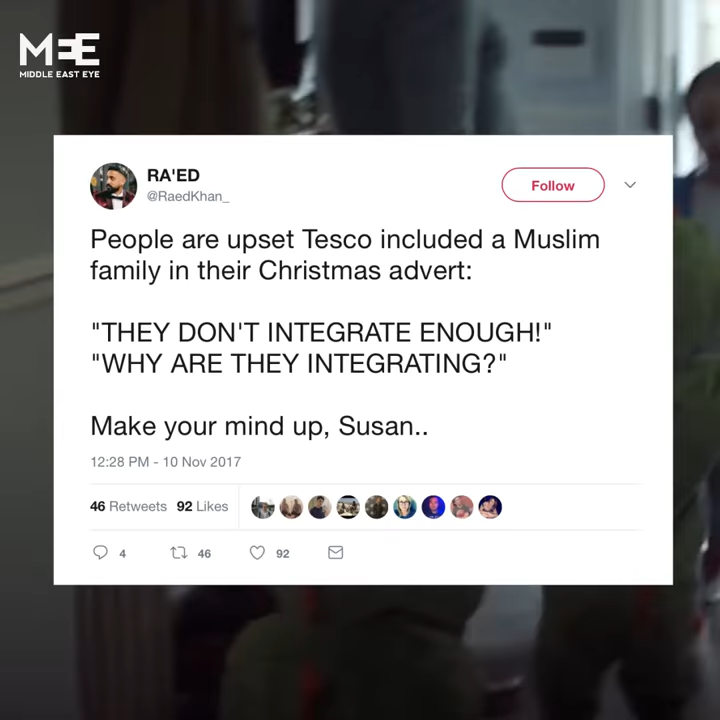 MEE
MIDDLE EAST EYE
RA'ED
@RaedKhan_
Follow
People are upset Tesco included a Muslim
family in their Christmas advert:
"THEY DON'T INTEGRATE ENOUGH!"
"WHY ARE THEY INTEGRATING?"
Make your mind up, Susan..
12:28 PM - 10 Nov 2017
46 Retweets 92 Likes
4 46 92